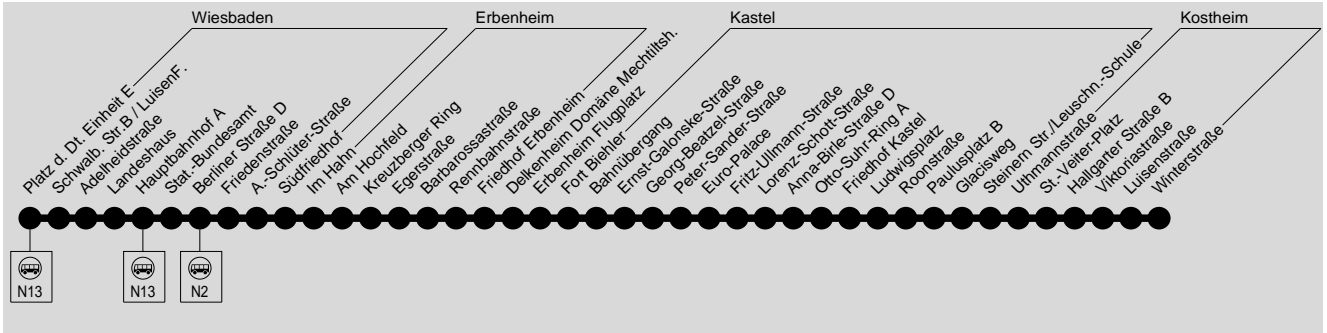 Wiesbaden
Erbenheim
Kastel
Kostheim
Platz d. Dt. Einheit E
Schwalb. Str.B / LuisenF.
Adelheidstraße
Landeshaus
Hauptbahnhof A
Stat.-Bundesamt
Berliner Straße D
Friedenstraße
A.-Schlüter-Straße
Südfriedhof
Im Hahn
Am Hochfeld
Kreuzberger Ring
Egerstraße
Barbarossastraße
Rennbahnstraße
Friedhof Erbenheim
Delkenheim Domäne Mechtiltsh.
Erbenheim Flugplatz
Fort Biehler
Bahnübergang
Ernst-Galonske-Straße
Georg-Beatzel-Straße
Peter-Sander-Straße
Euro-Palace
Fritz-Ullmann-Straße
Lorenz-Schott-Straße
Anna-Birle-Straße D
Otto-Suhr-Ring A
Friedhof Kastel
Ludwigsplatz
Roonstraße
Paulusplatz B
Glacisweg
Steinern Str./Leuschn.-Schule
Uthmannstraße
St.-Veiter-Platz
Hallgarter Straße B
Viktoriastraße
Luisenstraße
Winterstraße
N13
N13
N2